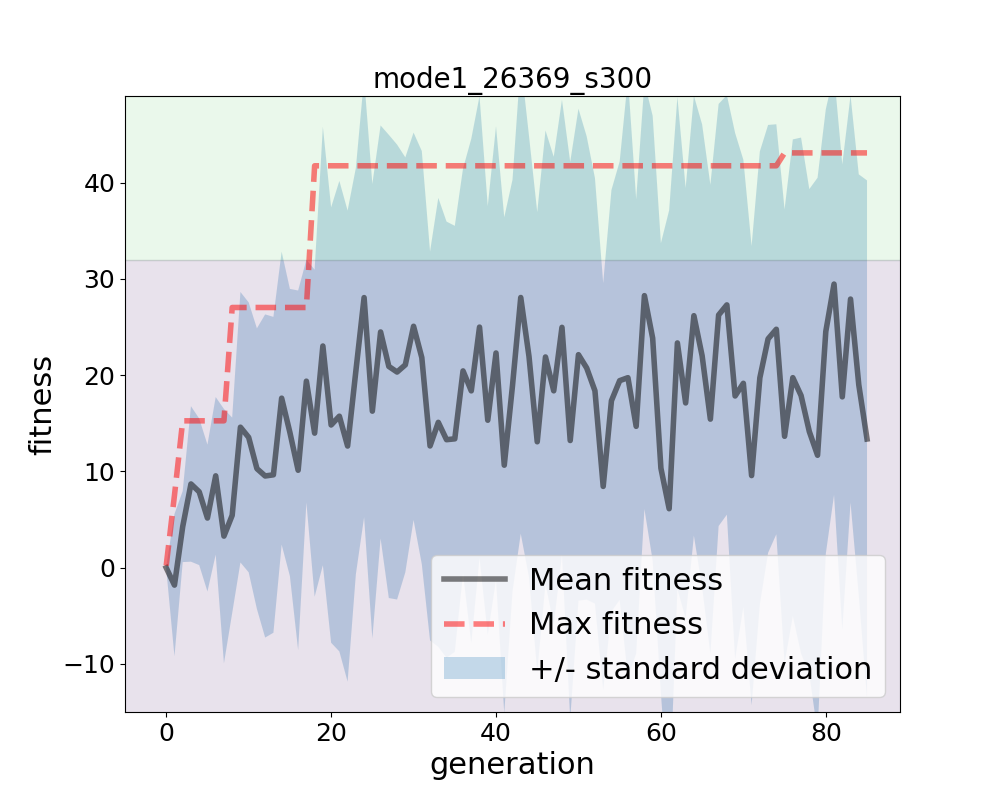 mode1_26369_s300
fitness
40
30
20
10
0
−10
Mean fitness
Max fitness
+/- standard deviation
0 20 40 60 80
generation